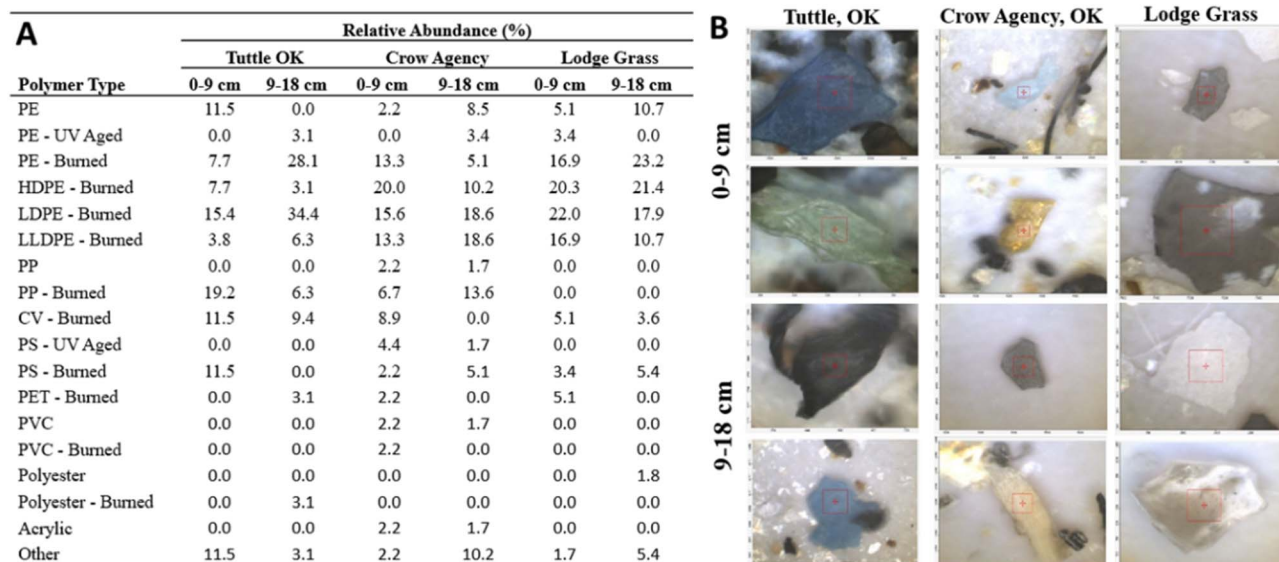 A
Relative Abundance (%)
Tuttle OK Crow Agency Lodge Grass
Polymer Type 0-9 cm 9-18 cm 0-9 cm 9-18 cm 0-9 cm 9-18 cm
PE 11.5 0.0 2.2 8.5 5.1 10.7
PE - UV Aged 0.0 3.1 0.0 3.4 3.4 0.0
PE - Burned 7.7 28.1 13.3 5.1 16.9 23.2
HDPE - Burned 7.7 3.1 20.0 10.2 20.3 21.4
LDPE - Burned 15.4 34.4 15.6 18.6 22.0 17.9
LLDPE - Burned 3.8 6.3 13.3 18.6 16.9 10.7
PP 0.0 0.0 2.2 1.7 0.0 0.0
PP - Burned 19.2 6.3 6.7 13.6 0.0 0.0
CV - Burned 11.5 9.4 8.9 0.0 5.1 3.6
PS - UV Aged 0.0 0.0 4.4 1.7 0.0 0.0
PS - Burned 11.5 0.0 2.2 5.1 3.4 5.4
PET - Burned 0.0 3.1 2.2 0.0 5.1 0.0
PVC 0.0 0.0 2.2 1.7 0.0 0.0
PVC - Burned 0.0 0.0 2.2 0.0 0.0 0.0
Polyester 0.0 0.0 0.0 0.0 0.0 1.8
Polyester - Burned 0.0 3.1 0.0 0.0 0.0 0.0
Acrylic 0.0 0.0 2.2 1.7 0.0 0.0
Other 11.5 3.1 2.2 10.2 1.7 5.4
B
Tuttle, OK Crow Agency, OK Lodge Grass
0-9 cm
9-18 cm